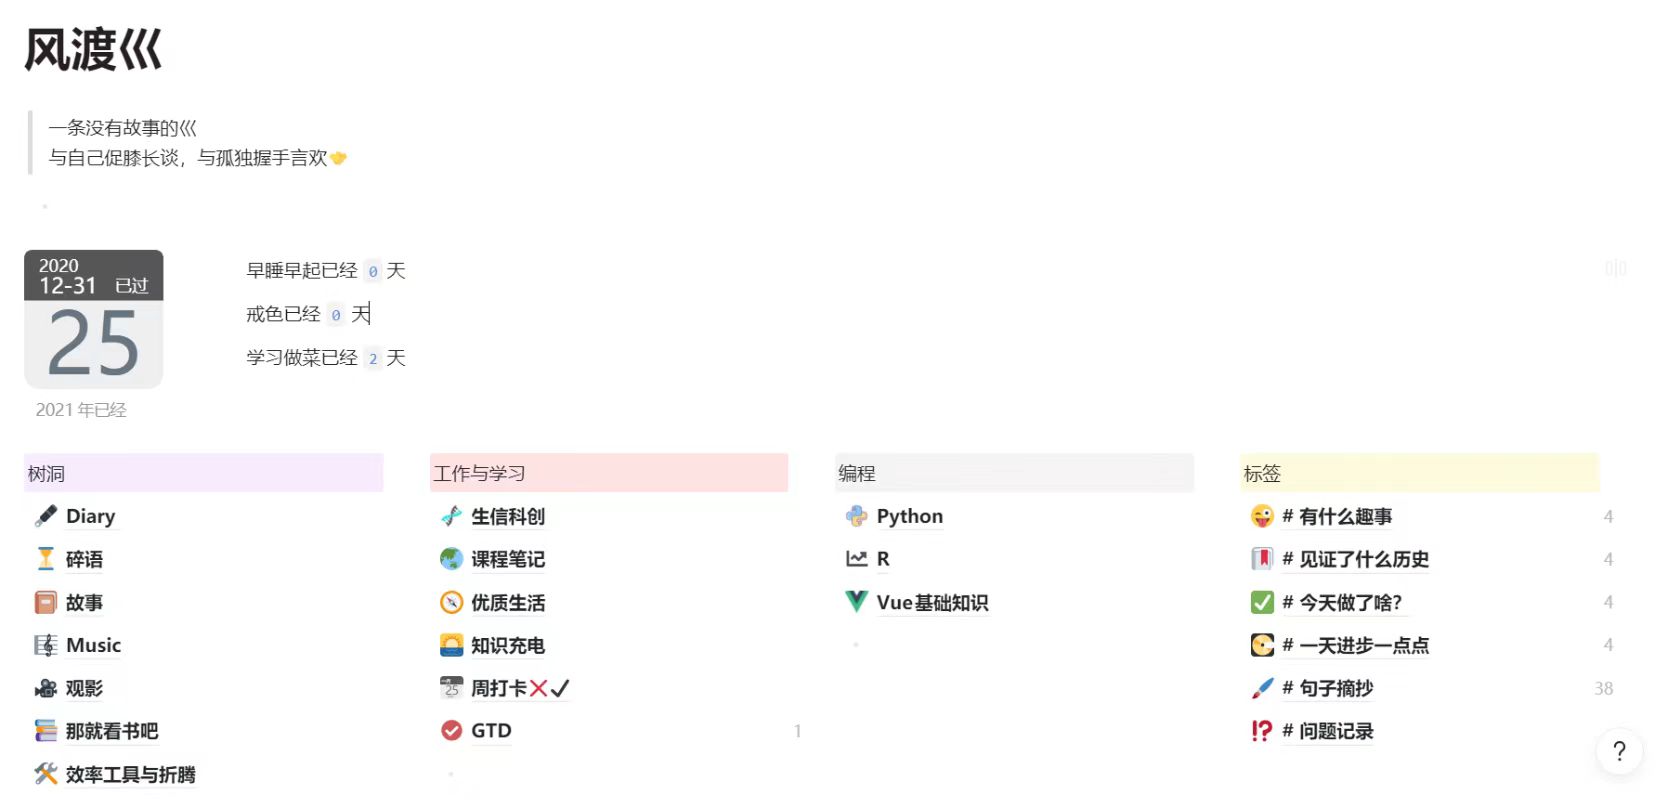 风渡巛
一条没有故事的巛
与自己促膝长谈，与孤独握手言欢
2020
12-31 已过
25
2021 年已经
早睡早起已经 0 天
戒色已经 0 天
学习做菜已经 2 天
树洞
Diary
碎语
故事
Music
观影
那就看书吧
效率工具与折腾
工作与学习
生信科创
课程笔记
优质生活
知识充电
周打卡❌✔
GTD 1
编程
Python
R
Vue基础知识
标签
# 有什么趣事 4
# 见证了什么历史 4
# 今天做了啥？ 4
# 一天进步一点点 4
# 句子摘抄 38
⁉ # 问题记录
?